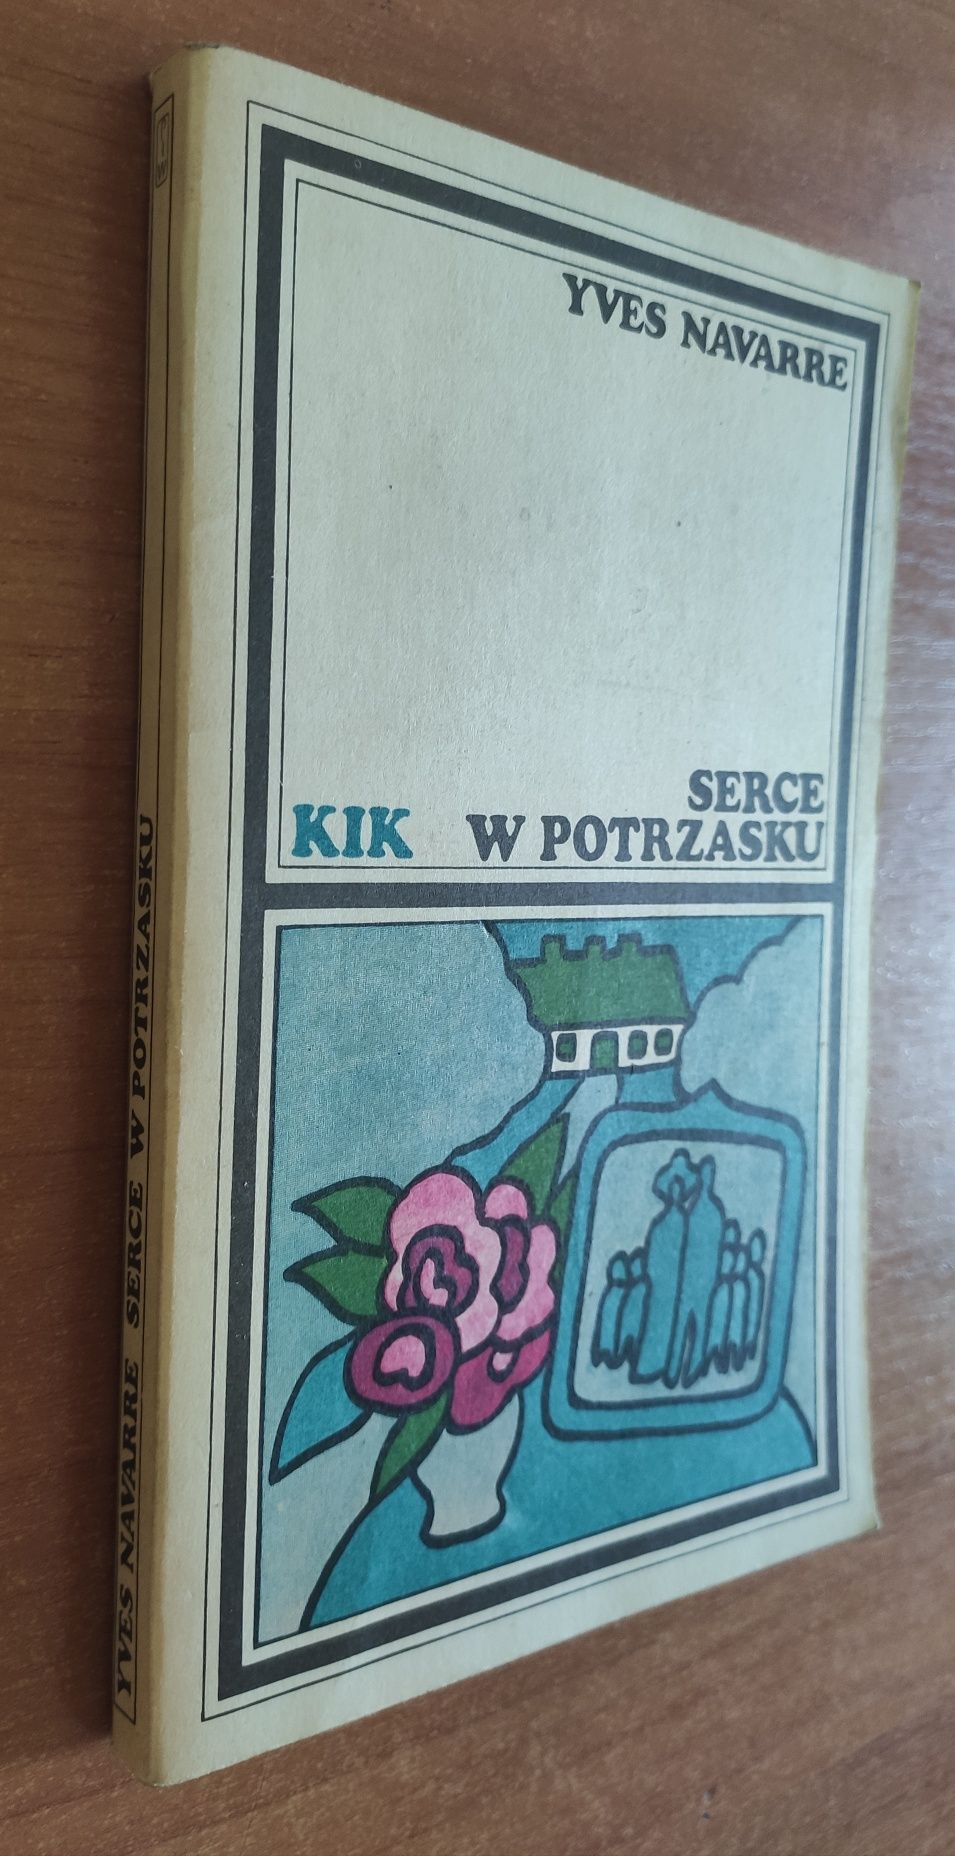 YVES NAVARRE
SERCE
KIK W POTRZASKU
YVES NAVARRE SERCE W POTRZASKU